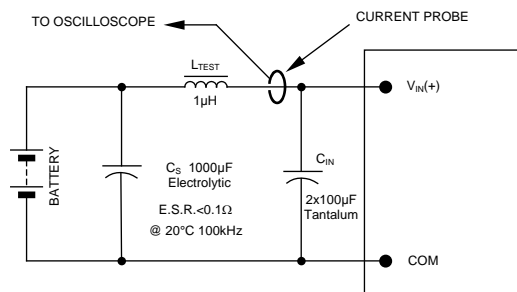 TO OSCILLOSCOPE
CURRENT PROBE
LTEST
1μH
VIN(+)
BATTERY
CS 1000μF
Electrolytic
E.S.R.<0.1Ω
@ 20°C 100kHz
CIN
2x100μF
Tantalum
COM